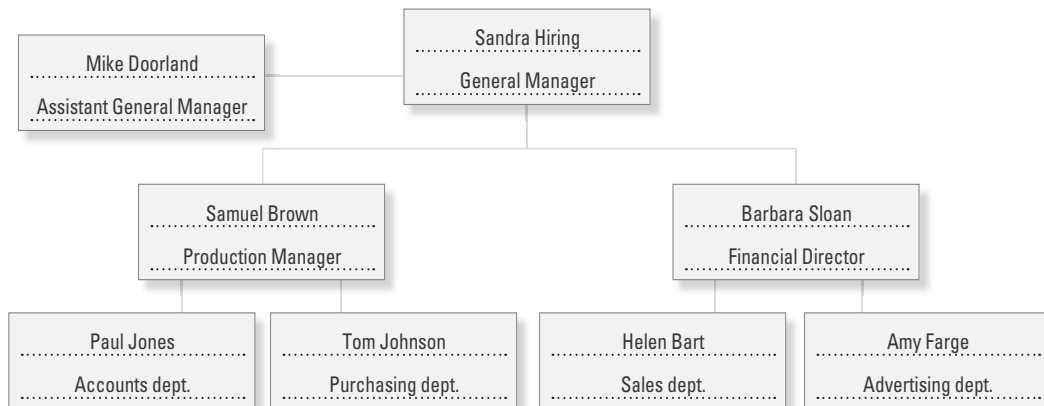 Sandra Hiring
General Manager
Mike Doorland
Assistant General Manager
Samuel Brown
Production Manager
Barbara Sloan
Financial Director
Paul Jones
Accounts dept.
Tom Johnson
Purchasing dept.
Helen Bart
Sales dept.
Amy Farge
Advertising dept.